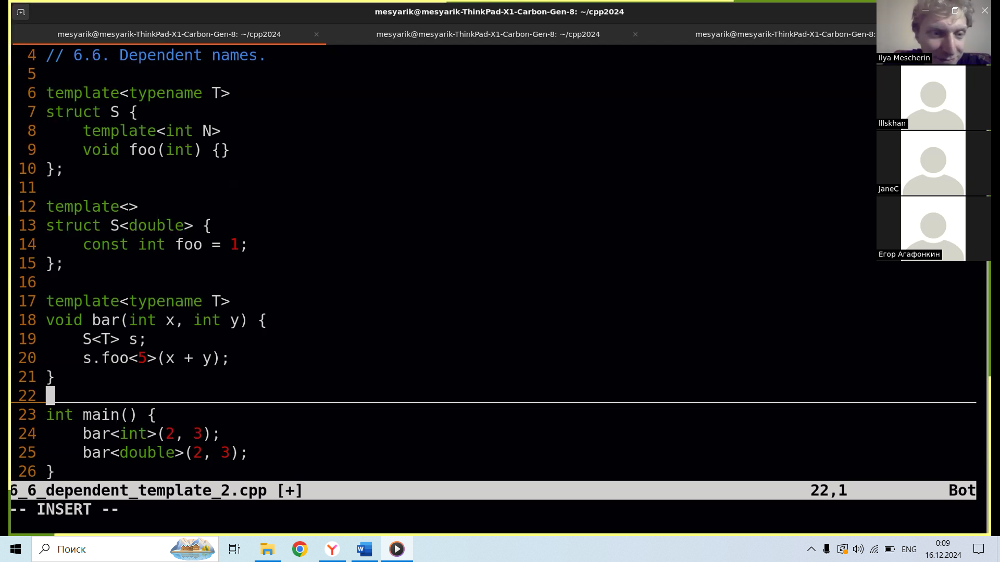 mesyarik@mesyarik-ThinkPad-X1-Carbon-Gen-8: ~/cpp2024
mesyarik@mesyarik-ThinkPad-X1-Carbon-Gen-8: ~/cpp2024 ×
mesyarik@mesyarik-ThinkPad-X1-Carbon-Gen-8: ~/cpp2024 ×
mesyarik@mesyarik-ThinkPad-X1-Carbon-Gen-8:
Ilya Mescherin
lllskhan
JaneC
Егор Агафонкин
4 // 6.6. Dependent names.
5
6 template<typename T>
7 struct S {
8     template<int N>
9     void foo(int) {}
10 };
11
12 template<>
13 struct S<double> {
14     const int foo = 1;
15 };
16
17 template<typename T>
18 void bar(int x, int y) {
19     S<T> s;
20     s.foo<5>(x + y);
21 }
22
23 int main() {
24     bar<int>(2, 3);
25     bar<double>(2, 3);
26 }
6_6_dependent_template_2.cpp [+] 22,1 Bot
-- INSERT --
Поиск
ENG
0:09
16.12.2024